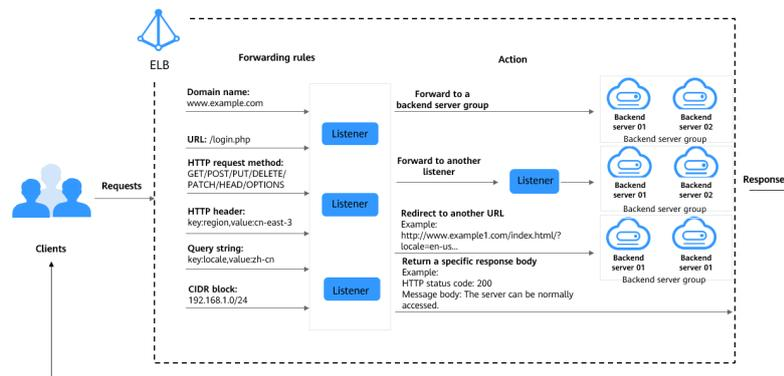 ELB
Forwarding rules
Action
Domain name:
www.example.com
URL: /login.php
HTTP request method:
GET/POST/PUT/DELETE/
PATCH/HEAD/OPTIONS
HTTP header:
key:region,value:cn-east-3
Query string:
key:locale,value:zh-cn
CIDR block:
192.168.1.0/24
Listener
Listener
Listener
Forward to a
backend server group
Forward to another
listener
Listener
Redirect to another URL
Example:
http://www.example1.com/index.html/?
locale=en-us...
Return a specific response body
Example:
HTTP status code: 200
Message body: The server can be normally
accessed.
Backend
server 01
Backend
server 02
Backend server group
Backend
server 01
Backend
server 02
Backend server group
Backend
server 01
Backend
server 01
Backend server group
Requests
Response
Clients